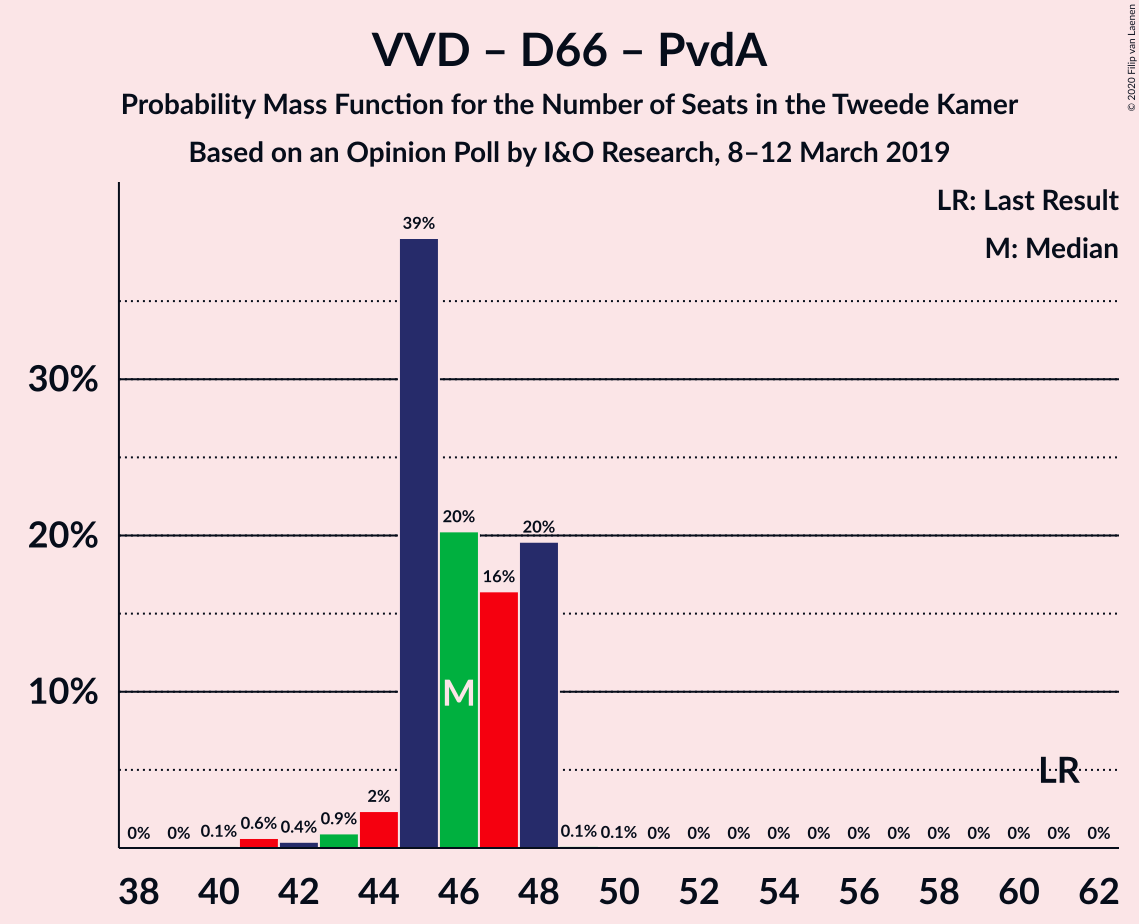 VVD – D66 – PvdA
Probability Mass Function for the Number of Seats in the Tweede Kamer
Based on an Opinion Poll by I&O Research, 8–12 March 2019
© 2020 Filip van Laenen
LR: Last Result
M: Median
39%
30%
20%
20%
20%
16%
M
10%
LR
0% 0% 0.1% 0.6% 0.4% 0.9% 2% 0.1% 0.1% 0% 0% 0% 0% 0% 0% 0% 0% 0% 0% 0% 0%
38 40 42 44 46 48 50 52 54 56 58 60 62